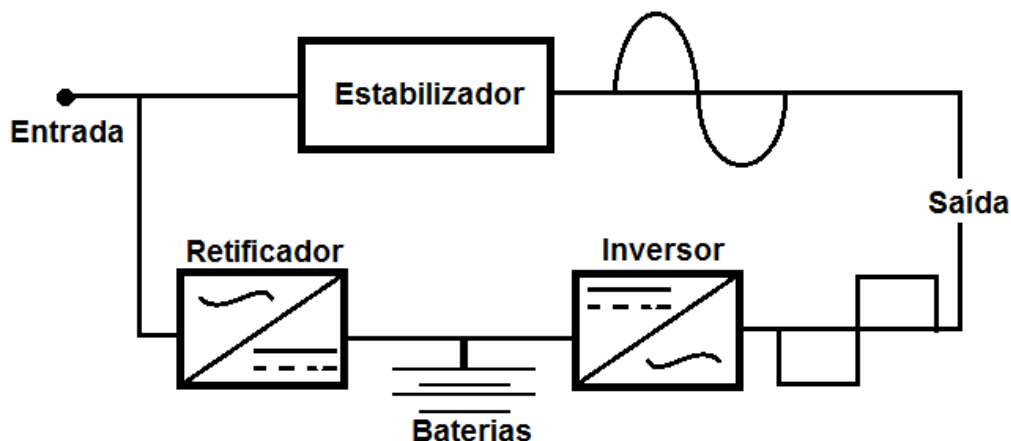 Estabilizador
Entrada
Saída
Retificador
Inversor
Baterias